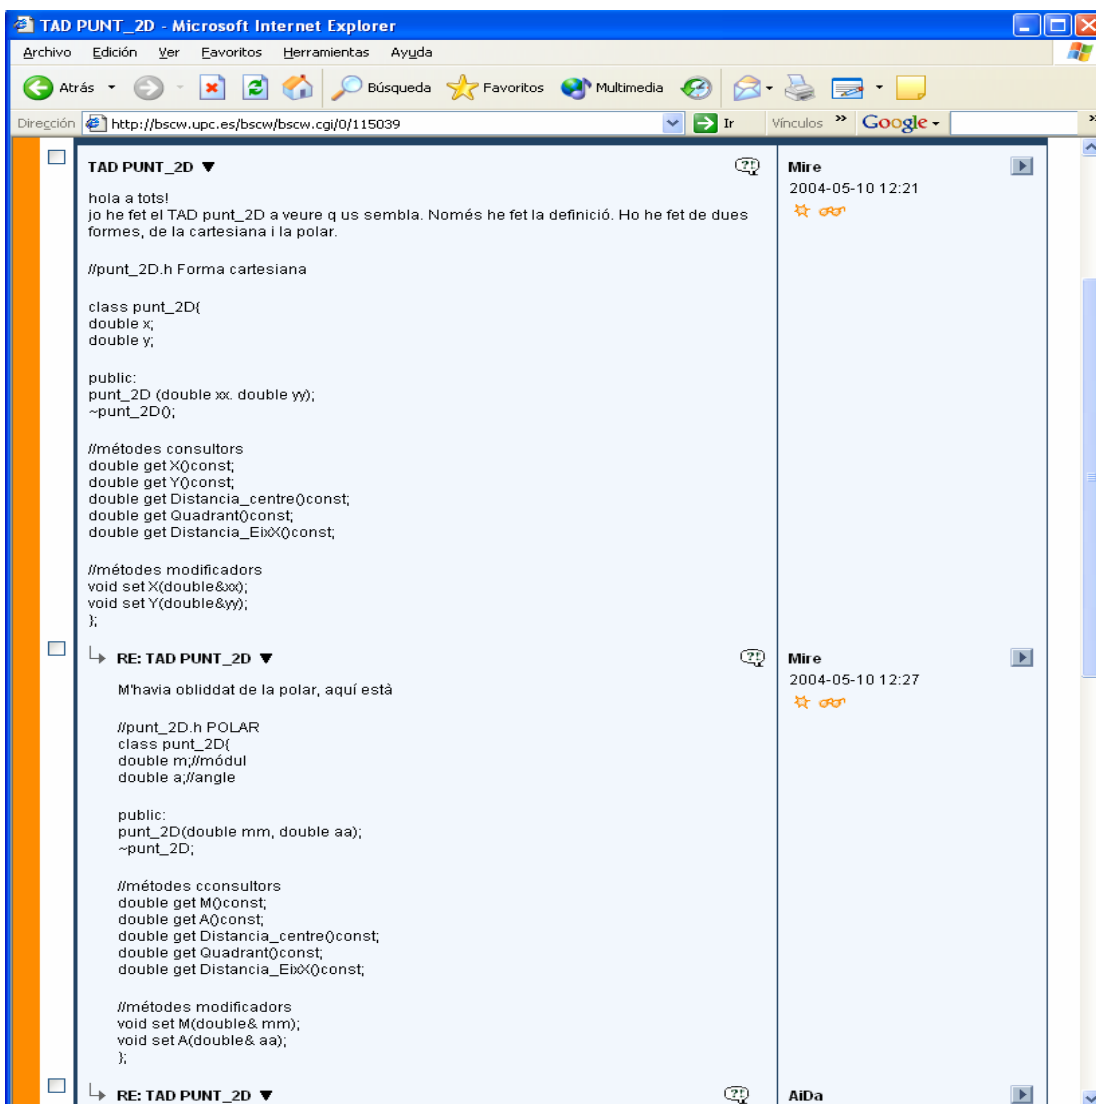 TAD PUNT_2D - Microsoft Internet Explorer
Archivo Edición Ver Favoritos Herramientas Ayuda
Atrás Búsqueda Favoritos Multimedia
Dirección http://bscw.upc.es/bscw/bscw.cgi/0/115039 Ir Vínculos » Google »
TAD PUNT_2D ▼ Mire
2004-05-10 12:21
hola a tots!
jo he fet el TAD punt_2D a veure q us sembla. Només he fet la definició. Ho he fet de dues
formes, de la cartesiana i la polar.
//punt_2D.h Forma cartesiana
class punt_2D{
double x;
double y;
public:
punt_2D (double xx. double yy);
~punt_2D();
//métodes consultors
double get X()const;
double get Y()const;
double get Distancia_centre()const;
double get Quadrant()const;
double get Distancia_EixX()const;
//métodes modificadors
void set X(double&xx);
void set Y(double&yy);
};
RE: TAD PUNT_2D ▼ Mire
2004-05-10 12:27
M'havia obliddat de la polar, aquí està
//punt_2D.h POLAR
class punt_2D{
double m;//módul
double a;//angle
public:
punt_2D(double mm, double aa);
~punt_2D;
//métodes cconsultors
double get M()const;
double get A()const;
double get Distancia_centre()const;
double get Quadrant()const;
double get Distancia_EixX()const;
//métodes modificadors
void set M(double& mm);
void set A(double& aa);
};
RE: TAD PUNT_2D ▼ AiDa